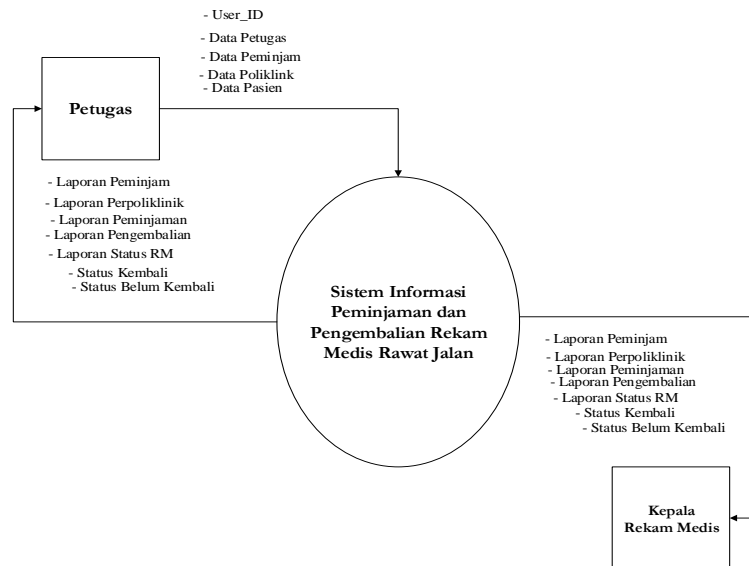 - User_ID
- Data Petugas
- Data Peminjam
- Data Poliklink
- Data Pasien
Petugas
- Laporan Peminjam
- Laporan Perpoliklinik
- Laporan Peminjaman
- Laporan Pengembalian
- Laporan Status RM
- Status Kembali
- Status Belum Kembali
Sistem Informasi
Peminjaman dan
Pengembalian Rekam
Medis Rawat Jalan
- Laporan Peminjam
- Laporan Perpoliklinik
- Laporan Peminjaman
- Laporan Pengembalian
- Laporan Status RM
- Status Kembali
- Status Belum Kembali
Kepala
Rekam Medis